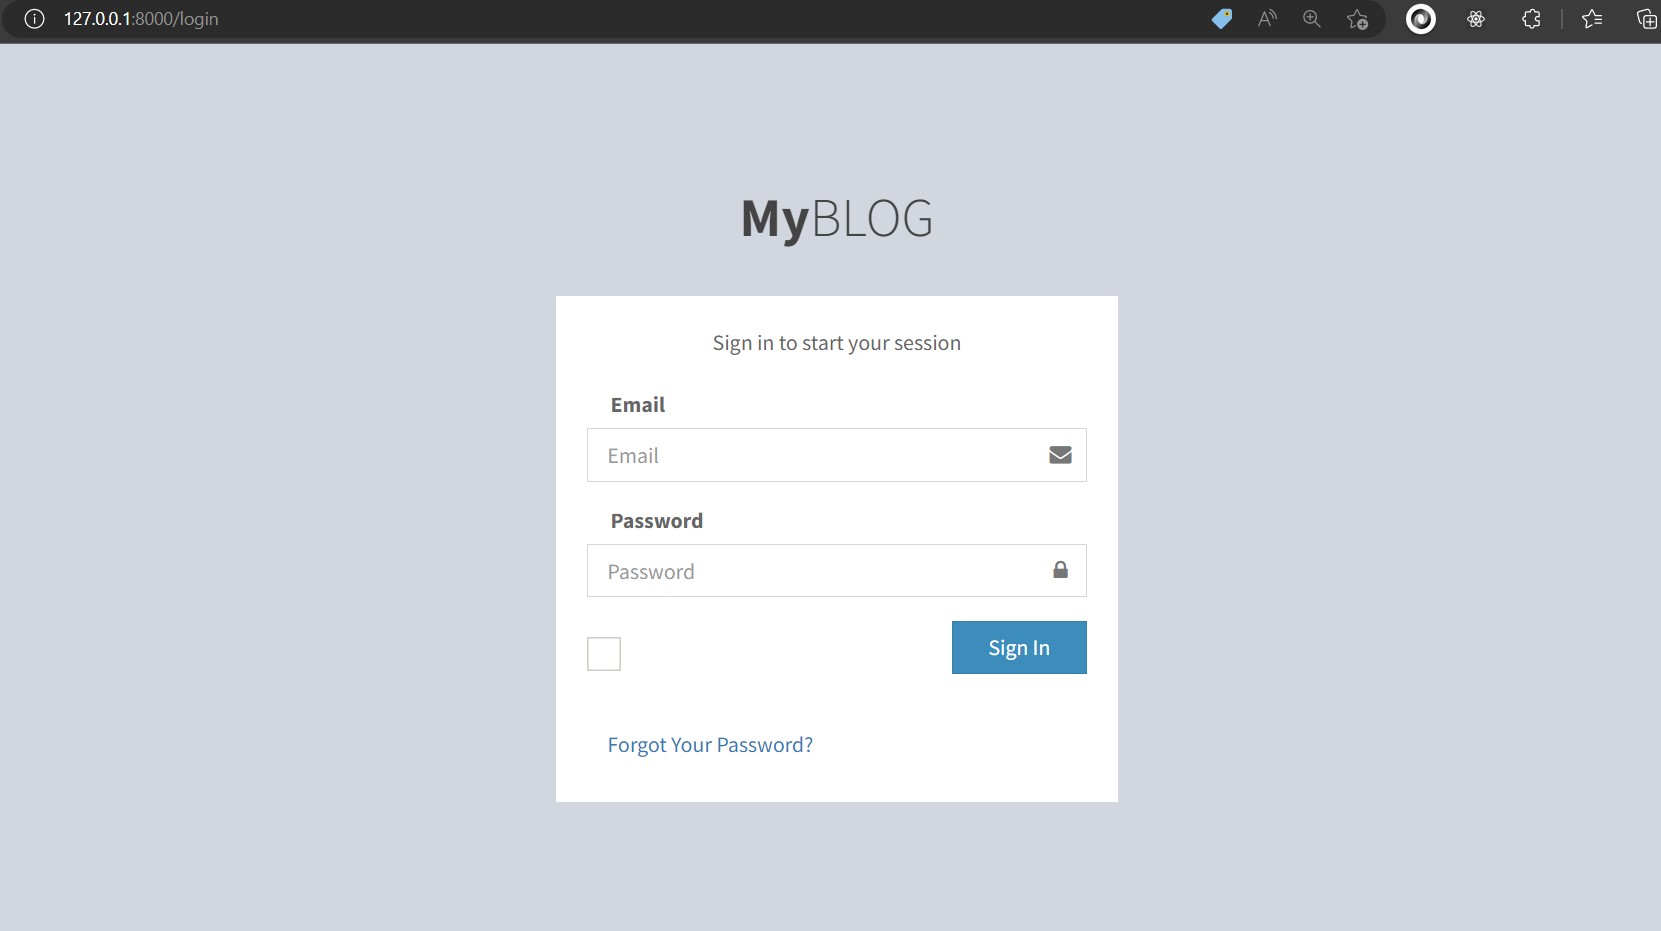 127.0.0.1:8000/login
MyBLOG
Sign in to start your session
Email
Email
Password
Password
Sign In
Forgot Your Password?